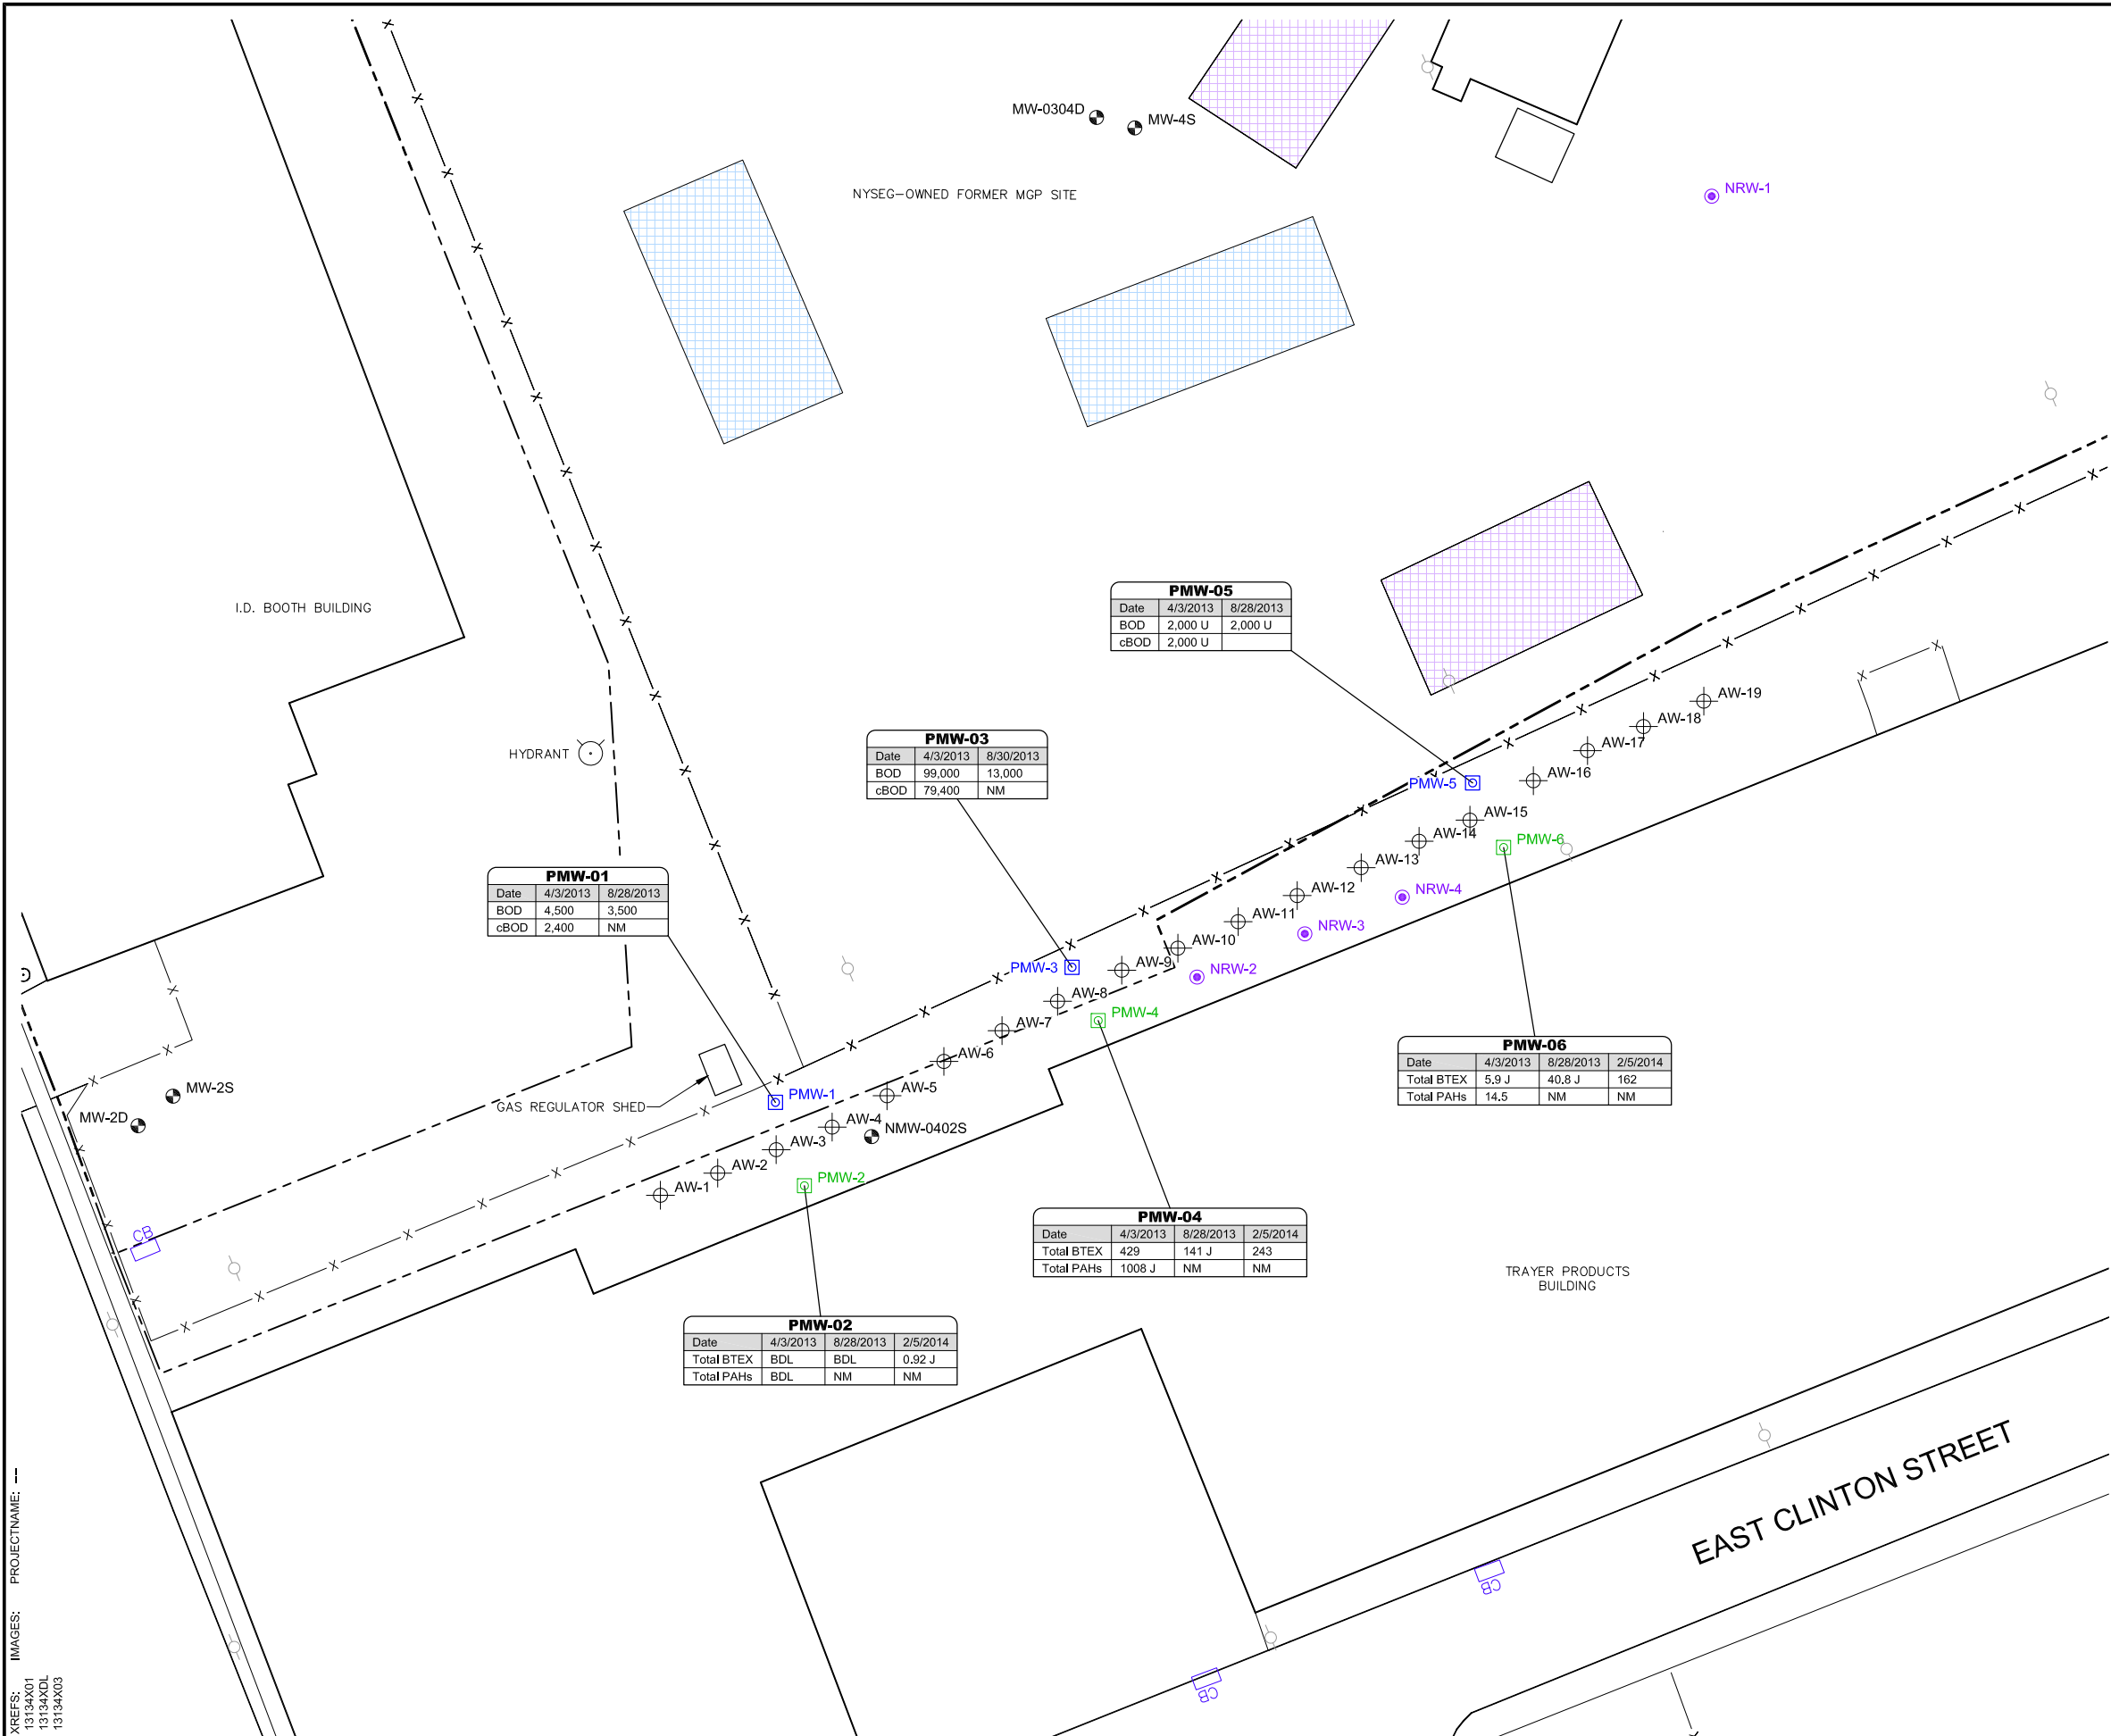 MW-0304D
MW-4S
NYSEG-OWNED FORMER MGP SITE
NRW-1
I.D. BOOTH BUILDING
HYDRANT
PMW-05
Date 4/3/2013 8/28/2013
BOD 2,000 U 2,000 U
cBOD 2,000 U
PMW-03
Date 4/3/2013 8/30/2013
BOD 99,000 13,000
cBOD 79,400 NM
PMW-01
Date 4/3/2013 8/28/2013
BOD 4,500 3,500
cBOD 2,400 NM
AW-19
AW-18
AW-17
AW-16
PMW-5
AW-15
AW-14
PMW-6
AW-13
AW-12
NRW-4
AW-11
NRW-3
AW-10
PMW-3
AW-9
NRW-2
AW-8
PMW-4
AW-7
AW-6
AW-5
PMW-1
GAS REGULATOR SHED
AW-4
NMW-0402S
AW-3
AW-2
PMW-2
AW-1
MW-2S
MW-2D
CB
PMW-06
Date 4/3/2013 8/28/2013 2/5/2014
Total BTEX 5.9 J 40.8 J 162
Total PAHs 14.5 NM NM
PMW-04
Date 4/3/2013 8/28/2013 2/5/2014
Total BTEX 429 141 J 243
Total PAHs 1008 J NM NM
PMW-02
Date 4/3/2013 8/28/2013 2/5/2014
Total BTEX BDL BDL 0.92 J
Total PAHs BDL NM NM
TRAYER PRODUCTS
BUILDING
EAST CLINTON STREET
CB
CB
XREFS: IMAGES: PROJECTNAME: --
13134X01
13134XDL
13134X03